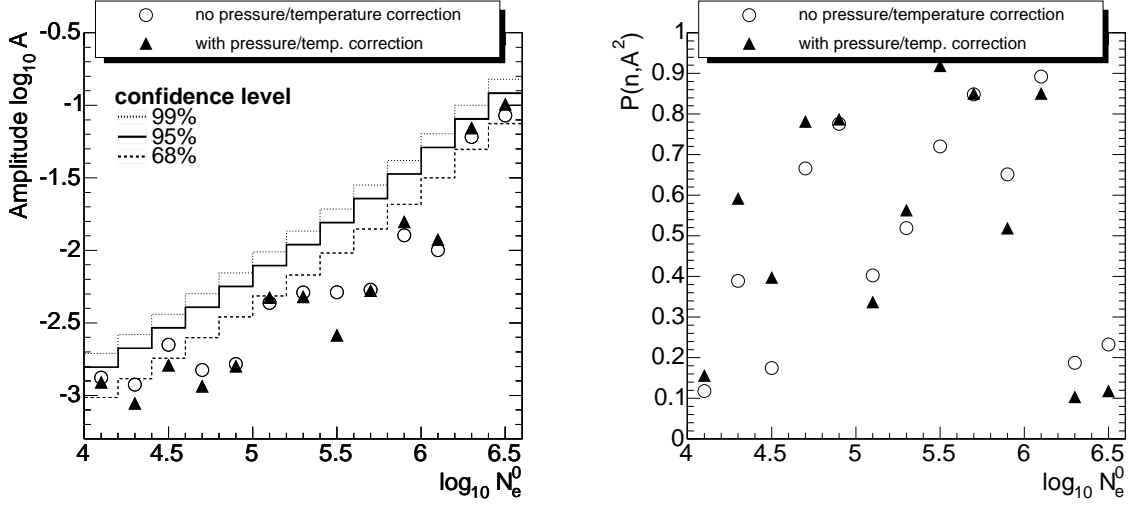 no pressure/temperature correction
with pressure/temp. correction
confidence level
99%
95%
68%
Amplitude log10 A
-0.5
-1
-1.5
-2
-2.5
-3
4 4.5 5 5.5 6 6.5
log10 Ne0
no pressure/temperature correction
with pressure/temp. correction
P(n,A2)
1
0.9
0.8
0.7
0.6
0.5
0.4
0.3
0.2
0.1
0
4 4.5 5 5.5 6 6.5
log10 Ne0